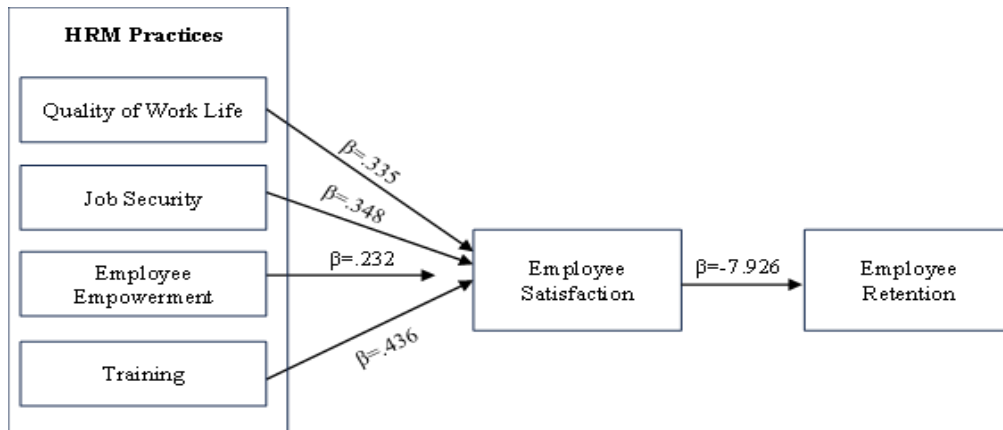 HRM Practices
Quality of Work Life
β=.335
Job Security
β=.348
Employee
Empowerment
β=.232
Training
β=.436
Employee
Satisfaction
β=-7.926
Employee
Retention